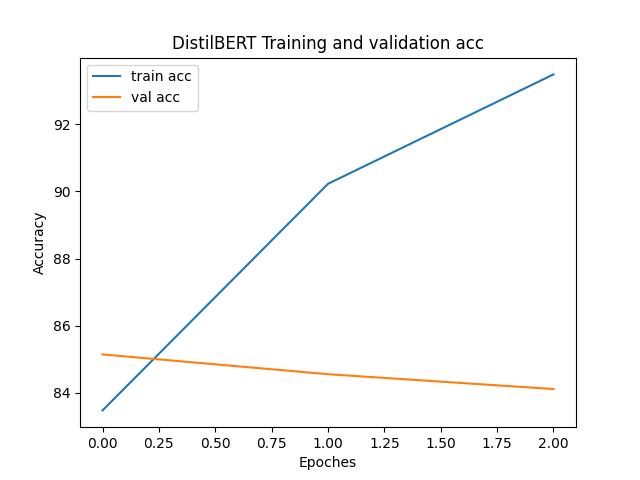 DistilBERT Training and validation acc
train acc
val acc
92
90
88
86
84
Accuracy
0.00 0.25 0.50 0.75 1.00 1.25 1.50 1.75 2.00
Epoches